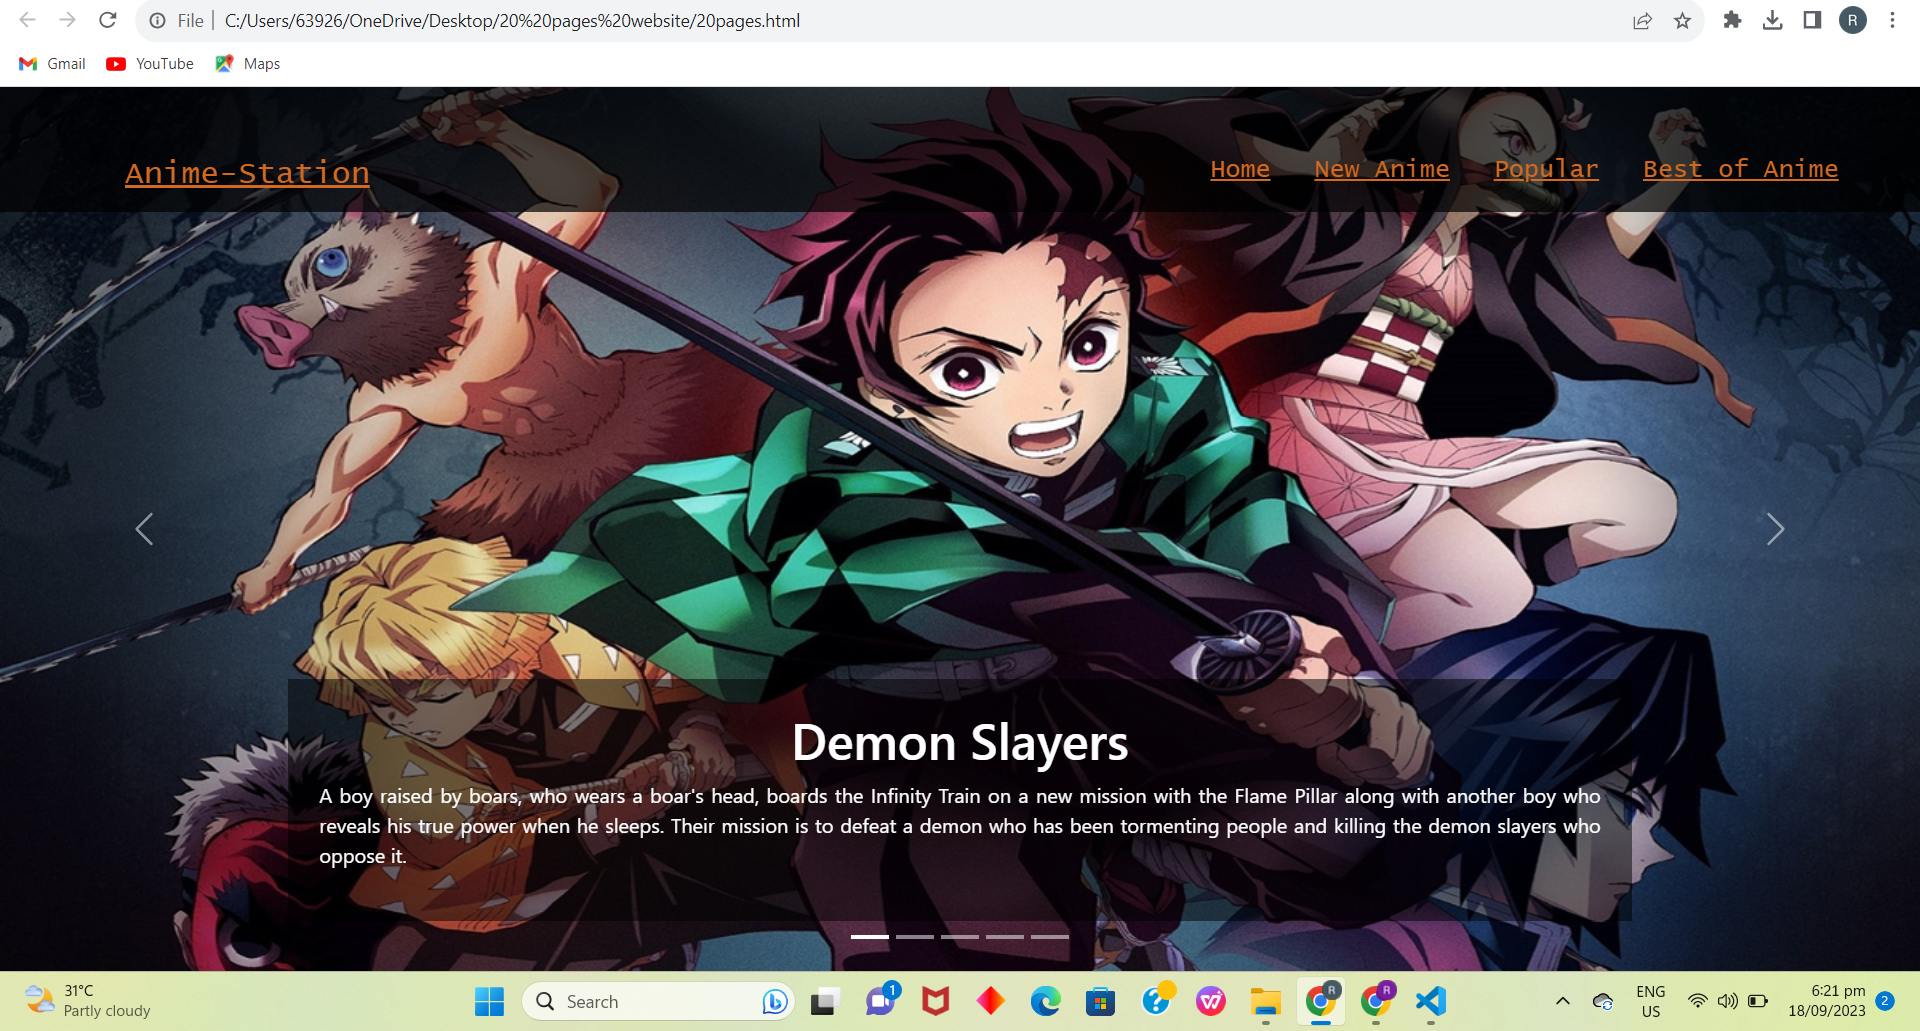 File
C:/Users/63926/OneDrive/Desktop/20%20pages%20website/20pages.html
R
Gmail
YouTube
Maps
Anime-Station
Home
New Anime
Popular
Best of Anime
Demon Slayers
A boy raised by boars, who wears a boar's head, boards the Infinity Train on a new mission with the Flame Pillar along with another boy who
reveals his true power when he sleeps. Their mission is to defeat a demon who has been tormenting people and killing the demon slayers who
oppose it.
31°C
Partly cloudy
Search
1
R
R
ENG
US
6:21 pm
18/09/2023
2